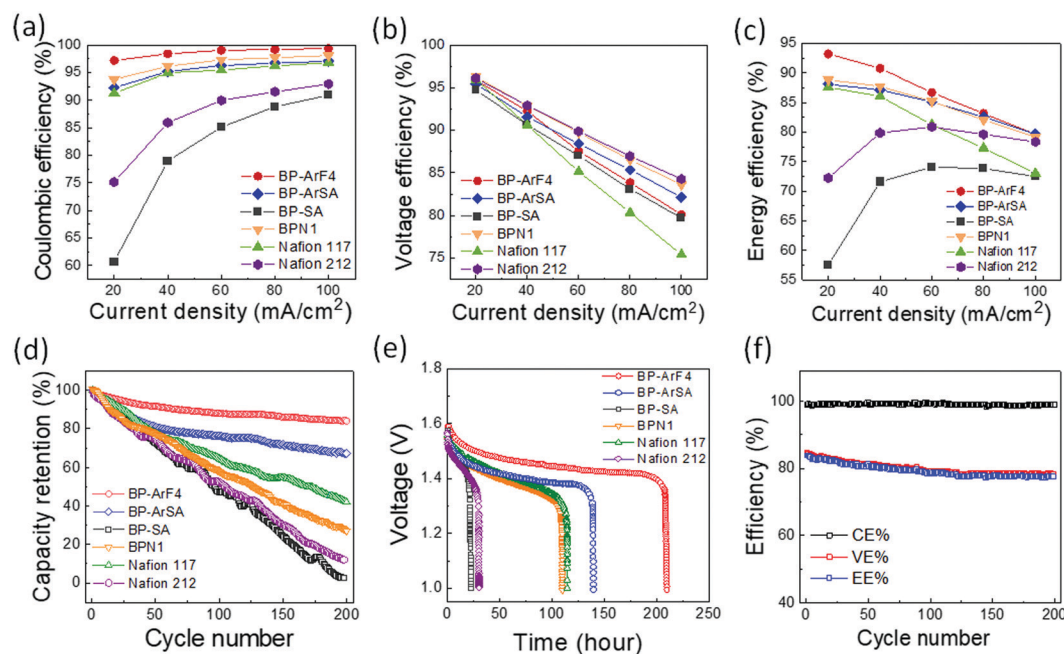 (a)
Coulombic efficiency (%)
100
95
90
85
80
75
70
65
60
BP-ArF4
BP-ArSA
BP-SA
BPN1
Nafion 117
Nafion 212
20 40 60 80 100
Current density (mA/cm²)
(b)
Voltage efficiency (%)
100
95
90
85
80
75
BP-ArF4
BP-ArSA
BP-SA
BPN1
Nafion 117
Nafion 212
20 40 60 80 100
Current density (mA/cm²)
(c)
Energy efficiency (%)
95
90
85
80
75
70
65
60
55
BP-ArF4
BP-ArSA
BP-SA
BPN1
Nafion 117
Nafion 212
20 40 60 80 100
Current density (mA/cm²)
(d)
Capacity retention (%)
100
80
60
40
20
0
BP-ArF4
BP-ArSA
BP-SA
BPN1
Nafion 117
Nafion 212
0 50 100 150 200
Cycle number
(e)
Voltage (V)
1.8
1.6
1.4
1.2
1.0
BP-ArF4
BP-ArSA
BP-SA
BPN1
Nafion 117
Nafion 212
0 50 100 150 200 250
Time (hour)
(f)
Efficiency (%)
100
80
60
40
CE%
VE%
EE%
0 50 100 150 200
Cycle number